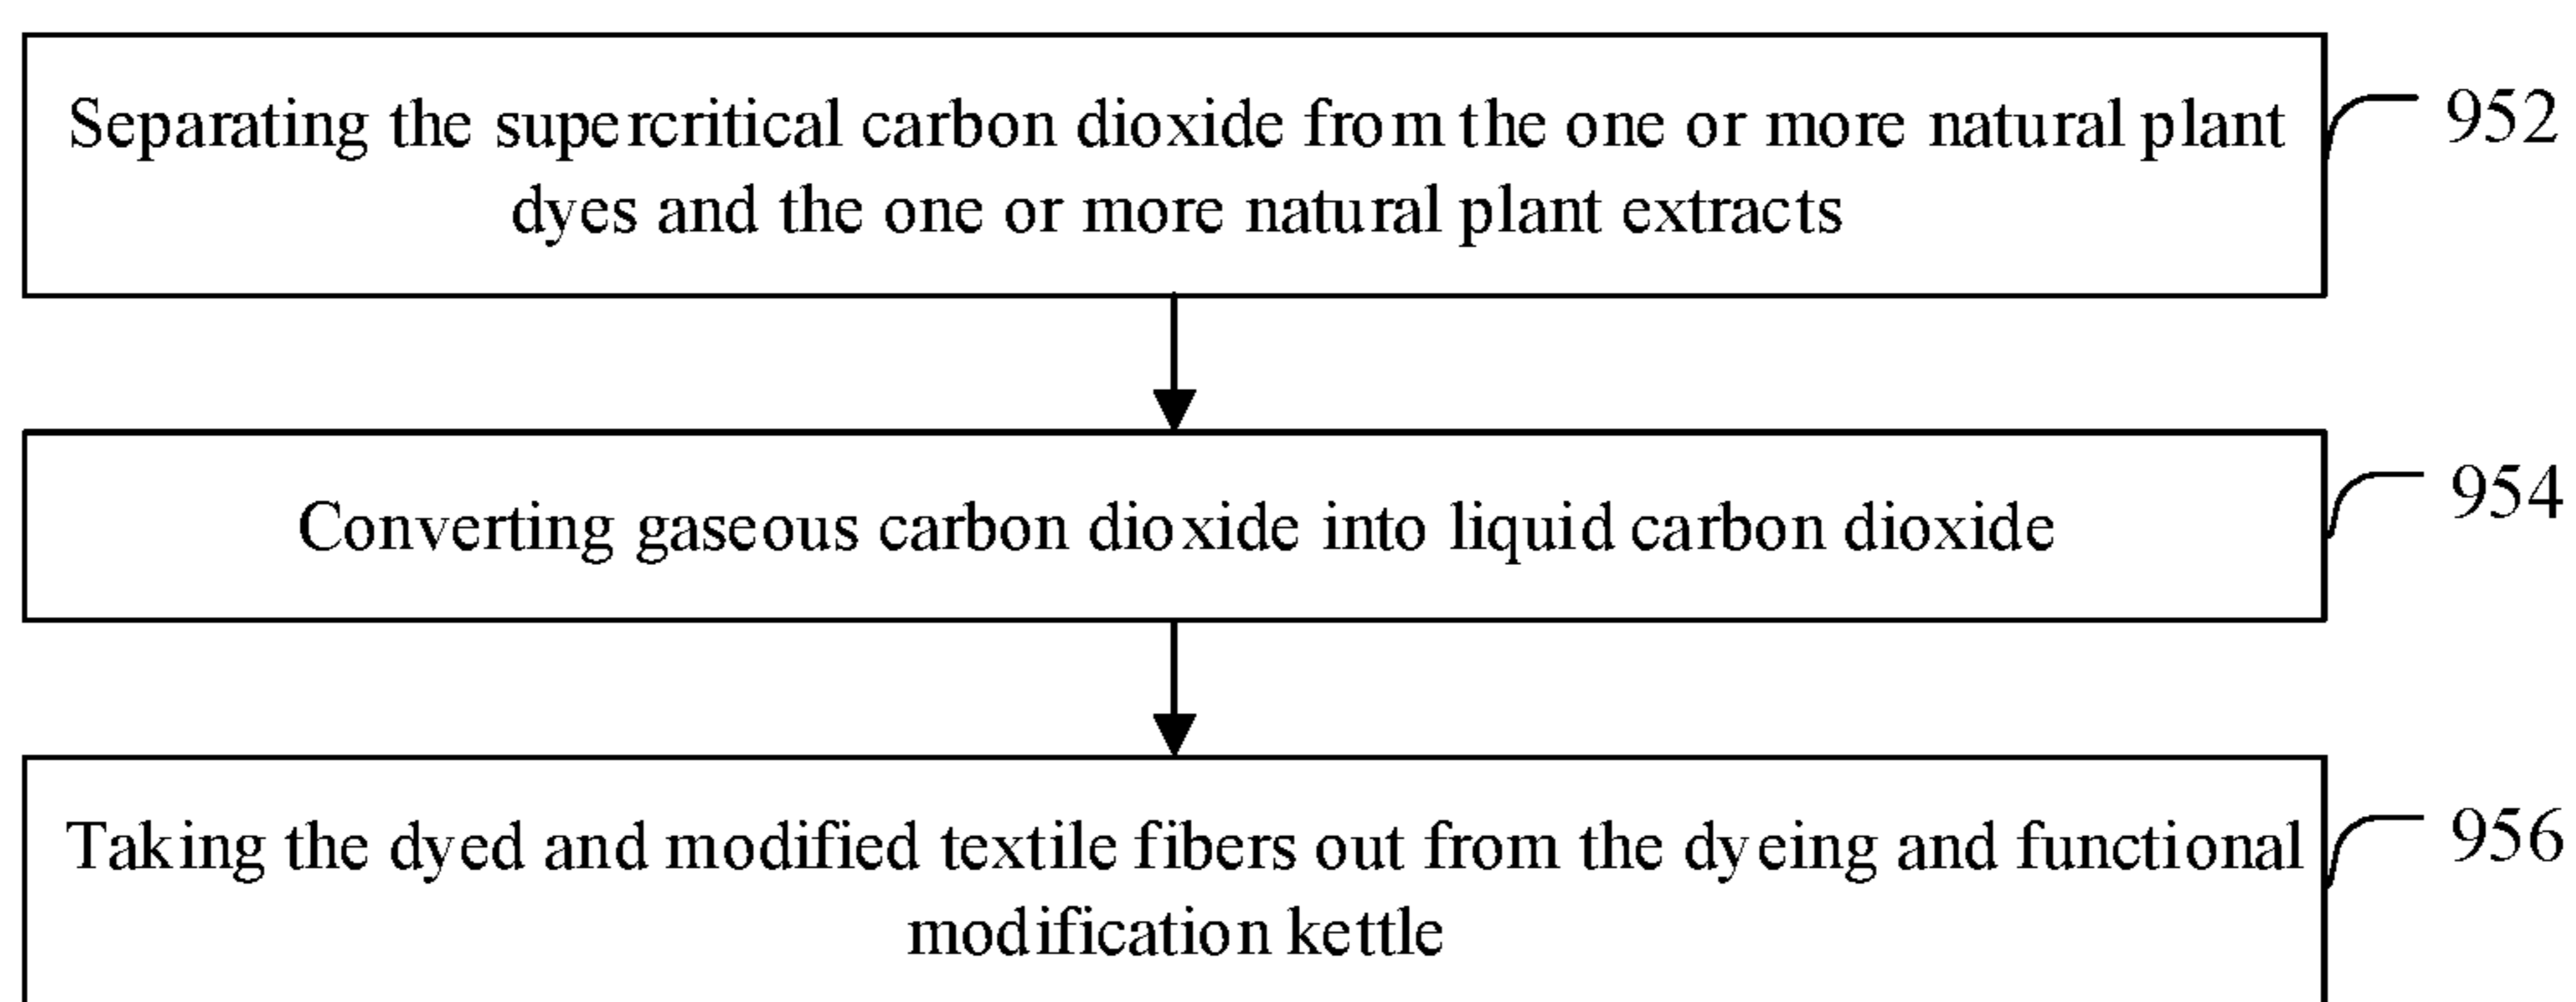 Separating the supercritical carbon dioxide from the one or more natural plant
dyes and the one or more natural plant extracts
952
Converting gaseous carbon dioxide into liquid carbon dioxide
954
Taking the dyed and modified textile fibers out from the dyeing and functional
modification kettle
956